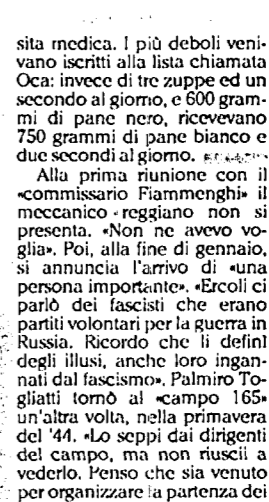 sita medica. I più deboli veni-
vano iscritti alla lista chiamata
Oca: invece di tre zuppe ed un
secondo al giorno, e 600 gram-
mi di pane nero, ricevevano
750 grammi di pane bianco e
due secondi al giorno.
Alla prima riunione con il
«commissario Fiammenghi» il
meccanico reggiano non si
presenta. «Non ne avevo vo-
glia». Poi, alla fine di gennaio,
si annuncia l'arrivo di «una
persona importante». «Ercoli ci
parlò dei fascisti che erano
partiti volontari per la guerra in
Russia. Ricordo che li definì
degli illusi, anche loro ingan-
nati dal fascismo». Palmiro To-
gliatti tornò al «campo 165»
un'altra volta, nella primavera
del '44. «Lo seppi dai dirigenti
del campo, ma non riuscii a
vederlo. Penso che sia venuto
per organizzare la partenza dei